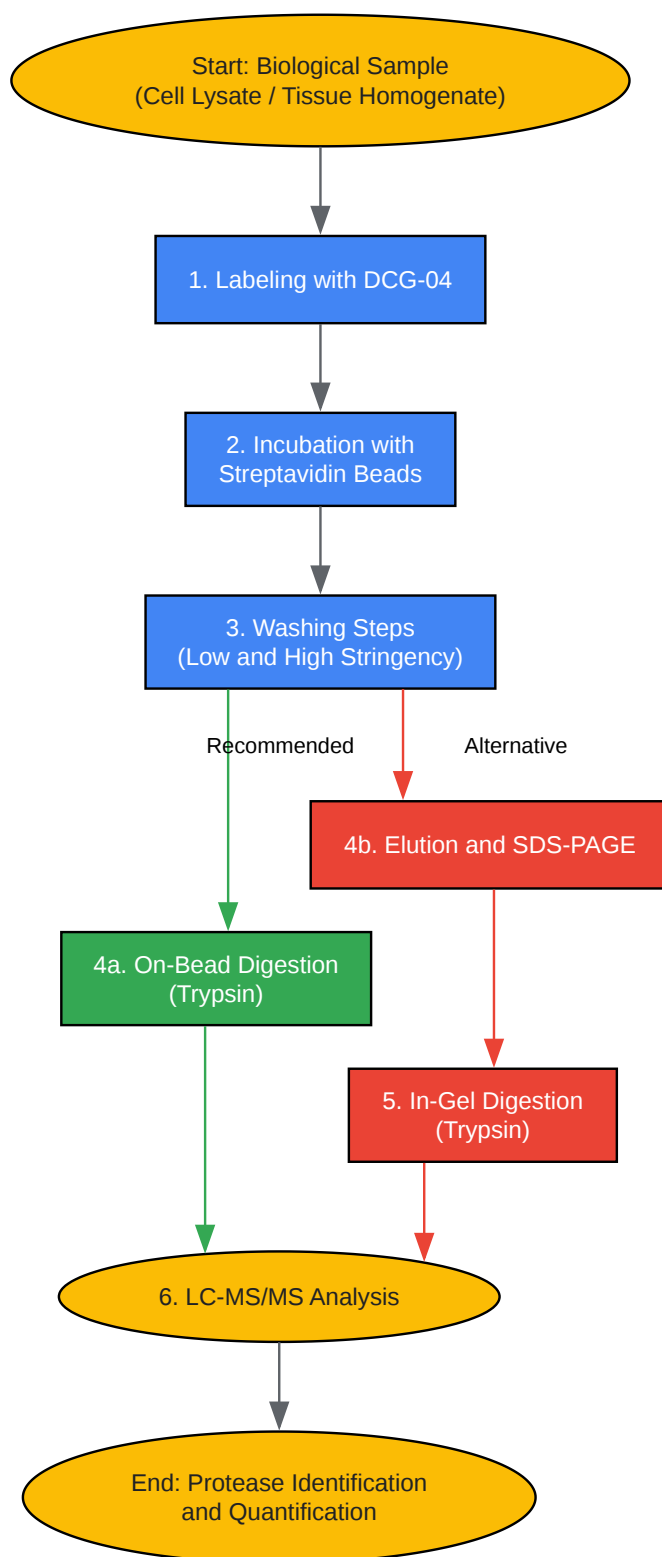 Start: Biological Sample
(Cell Lysate / Tissue Homogenate)
1. Labeling with DCG-04
2. Incubation with
Streptavidin Beads
3. Washing Steps
(Low and High Stringency)
Recommended
Alternative
4b. Elution and SDS-PAGE
4a. On-Bead Digestion
(Trypsin)
5. In-Gel Digestion
(Trypsin)
6. LC-MS/MS Analysis
End: Protease Identification
and Quantification